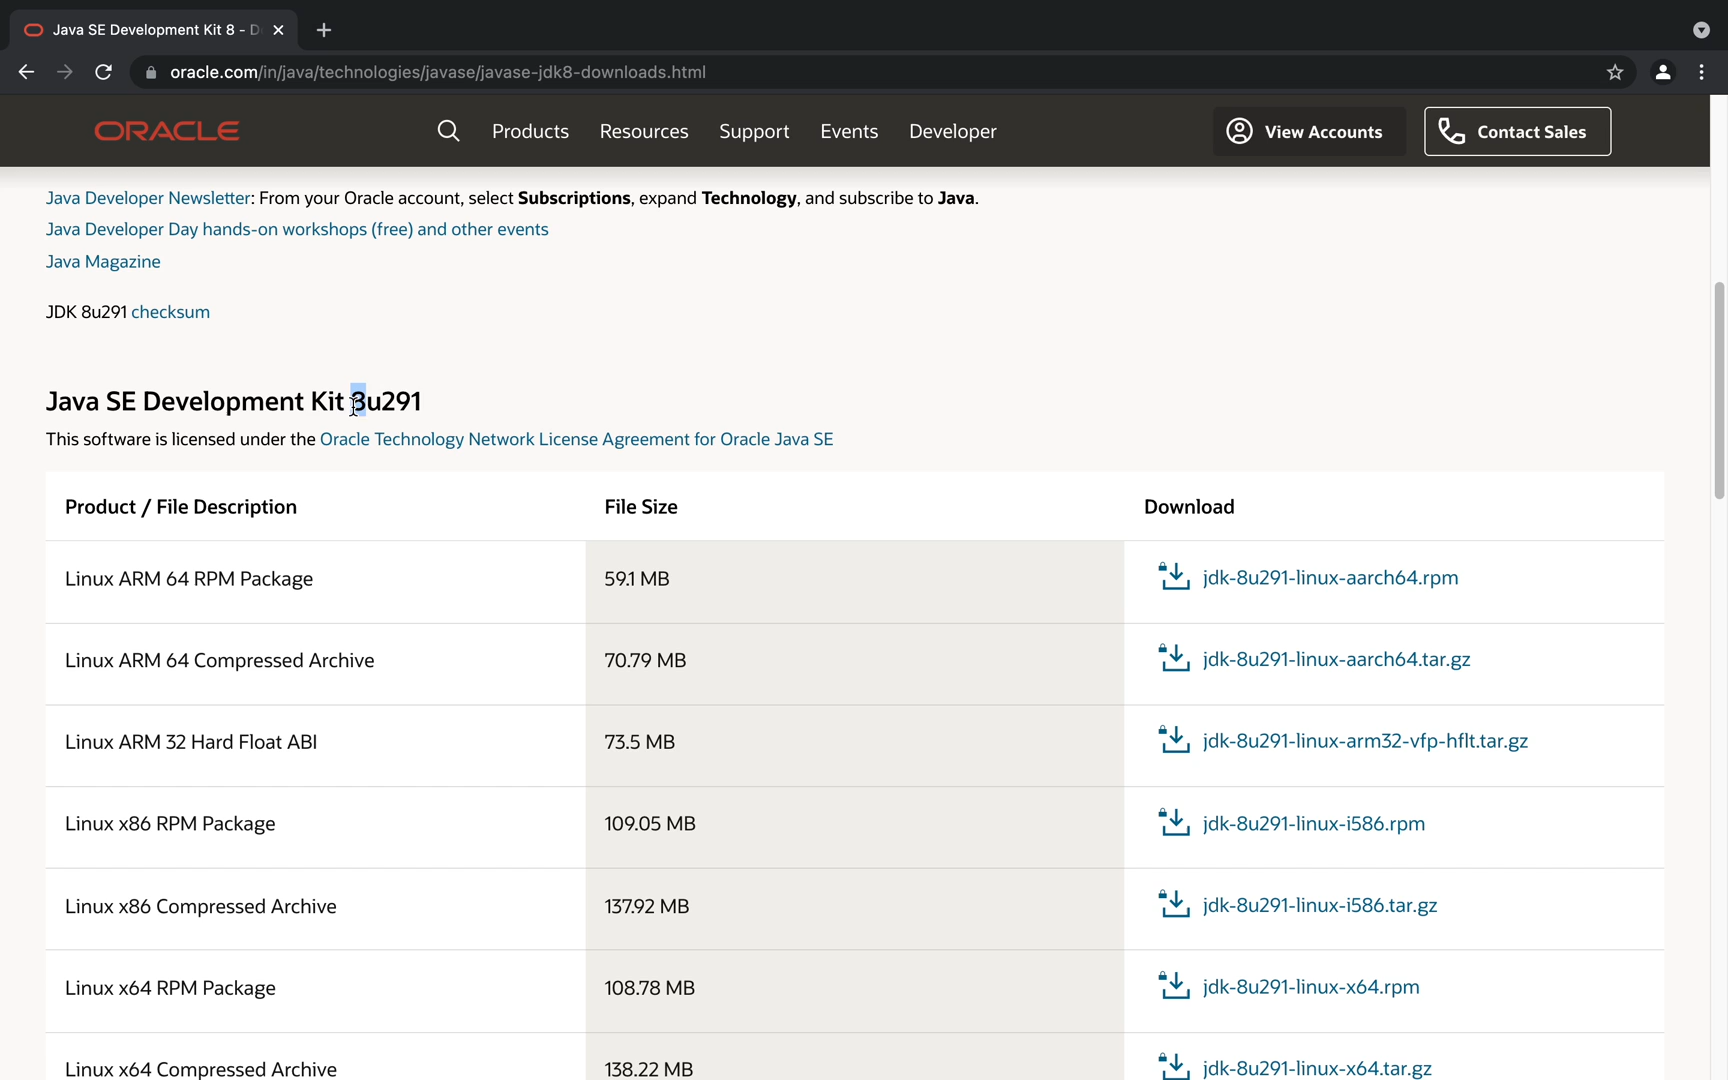 Java SE Development Kit 8 - D
oracle.com/in/java/technologies/javase/javase-jdk8-downloads.html
ORACLE
Products
Resources
Support
Events
Developer
View Accounts
Contact Sales
Java Developer Newsletter: From your Oracle account, select Subscriptions, expand Technology, and subscribe to Java.
Java Developer Day hands-on workshops (free) and other events
Java Magazine
JDK 8u291 checksum
Java SE Development Kit 8u291
This software is licensed under the Oracle Technology Network License Agreement for Oracle Java SE
Product / File Description File Size Download
Linux ARM 64 RPM Package 59.1 MB jdk-8u291-linux-aarch64.rpm
Linux ARM 64 Compressed Archive 70.79 MB jdk-8u291-linux-aarch64.tar.gz
Linux ARM 32 Hard Float ABI 73.5 MB jdk-8u291-linux-arm32-vfp-hflt.tar.gz
Linux x86 RPM Package 109.05 MB jdk-8u291-linux-i586.rpm
Linux x86 Compressed Archive 137.92 MB jdk-8u291-linux-i586.tar.gz
Linux x64 RPM Package 108.78 MB jdk-8u291-linux-x64.rpm
Linux x64 Compressed Archive 138.22 MB jdk-8u291-linux-x64.tar.gz